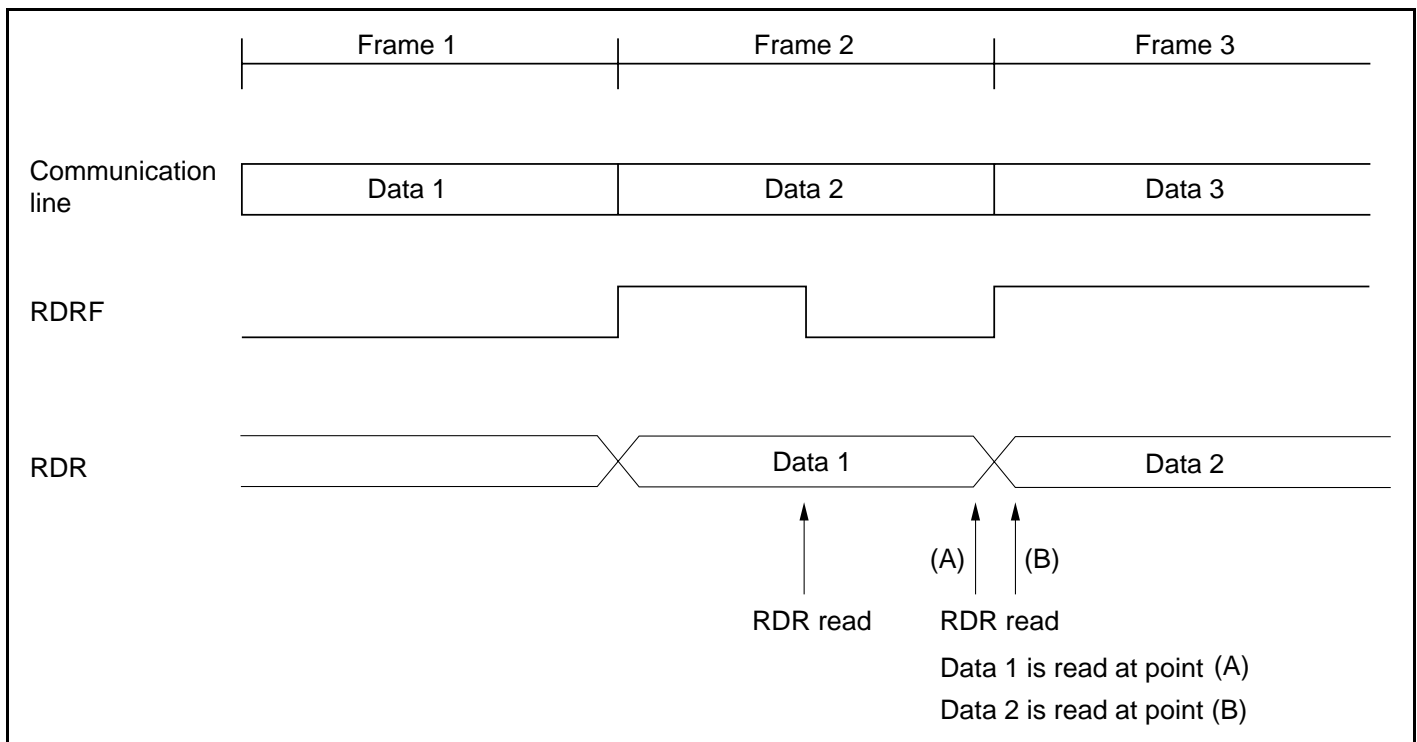 Frame 1 Frame 2 Frame 3
Communication
line
Data 1 Data 2 Data 3
RDRF
RDR
Data 1 Data 2
(A) (B)
RDR read RDR read
Data 1 is read at point (A)
Data 2 is read at point (B)